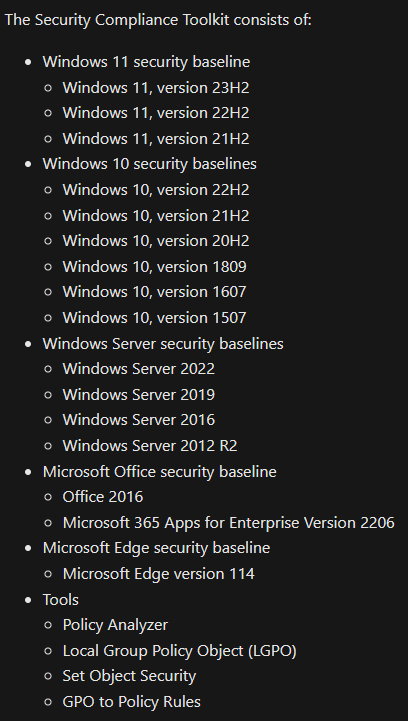 The Security Compliance Toolkit consists of:
Windows 11 security baseline
Windows 11, version 23H2
Windows 11, version 22H2
Windows 11, version 21H2
Windows 10 security baselines
Windows 10, version 22H2
Windows 10, version 21H2
Windows 10, version 20H2
Windows 10, version 1809
Windows 10, version 1607
Windows 10, version 1507
Windows Server security baselines
Windows Server 2022
Windows Server 2019
Windows Server 2016
Windows Server 2012 R2
Microsoft Office security baseline
Office 2016
Microsoft 365 Apps for Enterprise Version 2206
Microsoft Edge security baseline
Microsoft Edge version 114
Tools
Policy Analyzer
Local Group Policy Object (LGPO)
Set Object Security
GPO to Policy Rules